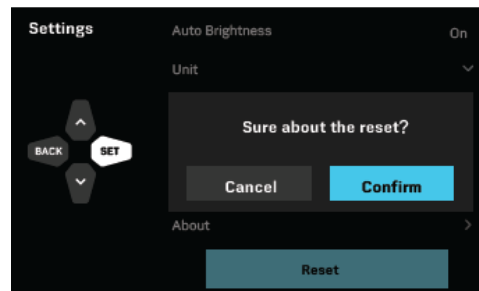 Settings
Auto Brightness On
Unit
BACK SET
Sure about the reset?
Cancel Confirm
About
Reset